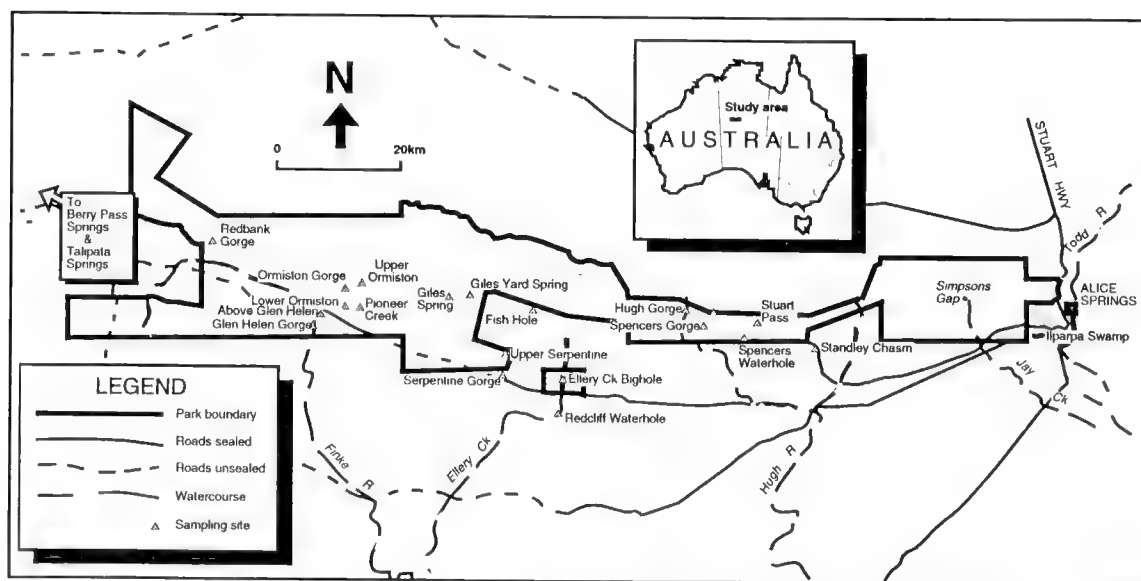 N
0 20km
Study area
AUSTRALIA
STUART HWY
Todd R
To
Berry Pass
Springs
&
Talipata
Springs
Redbank
Gorge
Ormiston Gorge
Upper
Ormiston
Giles
Spring
Giles Yard Spring
Lower Ormiston
Above Glen Helen
Glen Helen Gorge
Pioneer
Creek
Fish Hole
Hugh Gorge
Spencers Gorge
Stuart
Pass
Simpsons
Gap
ALICE
SPRINGS
Ilparpa Swamp
Upper Serpentine
Serpentine Gorge
Ellery Ck Bighole
Spencers
Waterhole
Standley Chasm
Redcliff Waterhole
Jay
Ck
Finke
R
Ellery Ck
Hugh R
LEGEND
Park boundary
Roads sealed
Roads unsealed
Watercourse
Sampling site